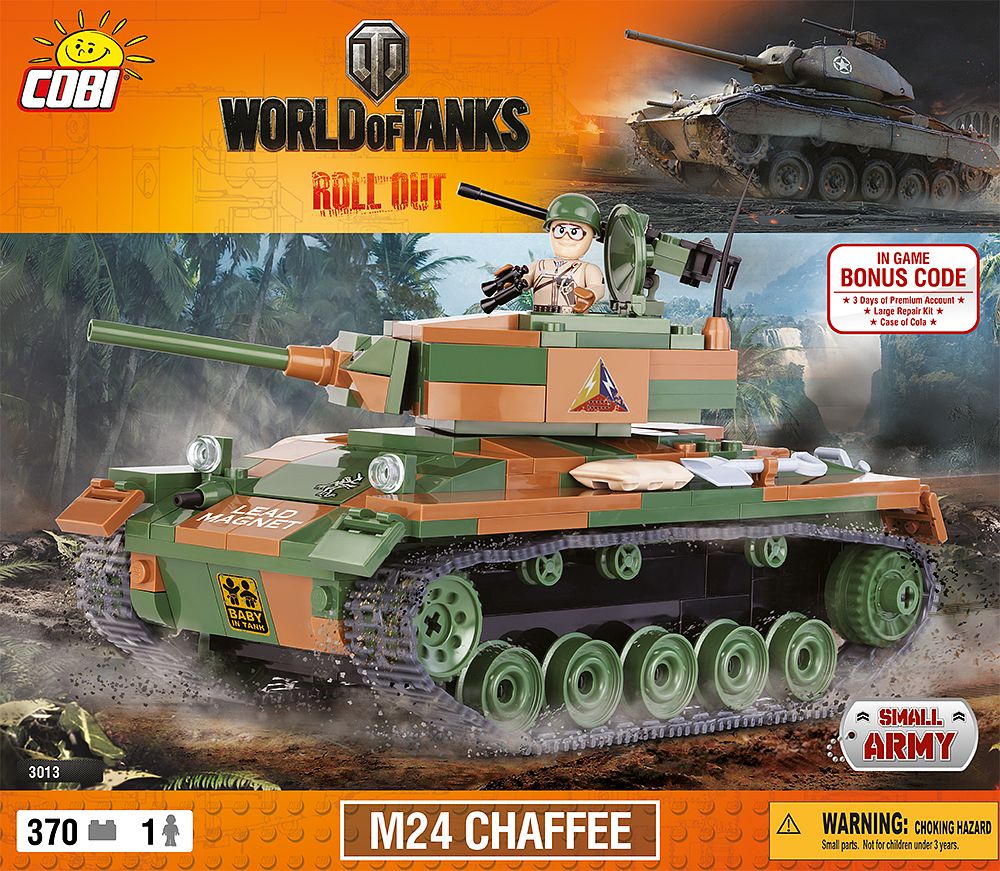 COBI
WORLD OF TANKS
ROLL OUT
IN GAME
BONUS CODE
★ 3 Days of Premium Account ★
★ Large Repair Kit ★
★ Case of Cola ★
LEAD
MAGNET
BABY
IN TANK
SMALL
ARMY
3013
370 1
M24 CHAFFEE
WARNING: CHOKING HAZARD
Small parts. Not for children under 3 years.